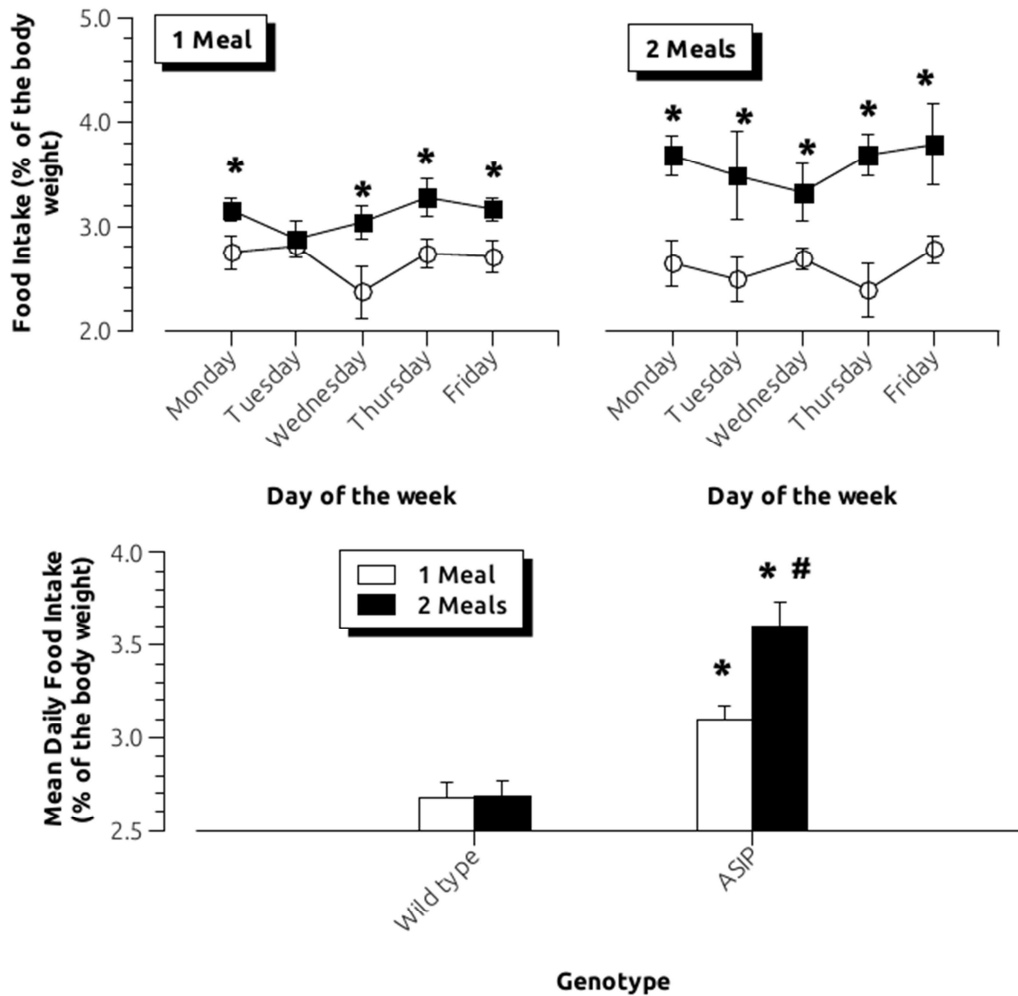 Food Intake (% of the body
weight)
5.0
4.0
3.0
2.0
1 Meal
*
*
*
*
Monday
Tuesday
Wednesday
Thursday
Friday
Day of the week
2 Meals
*
*
*
*
*
Monday
Tuesday
Wednesday
Thursday
Friday
Day of the week
Mean Daily Food Intake
(% of the body weight)
4.0
3.5
3.0
2.5
1 Meal
2 Meals
*
* #
Wild type
ASIP
Genotype